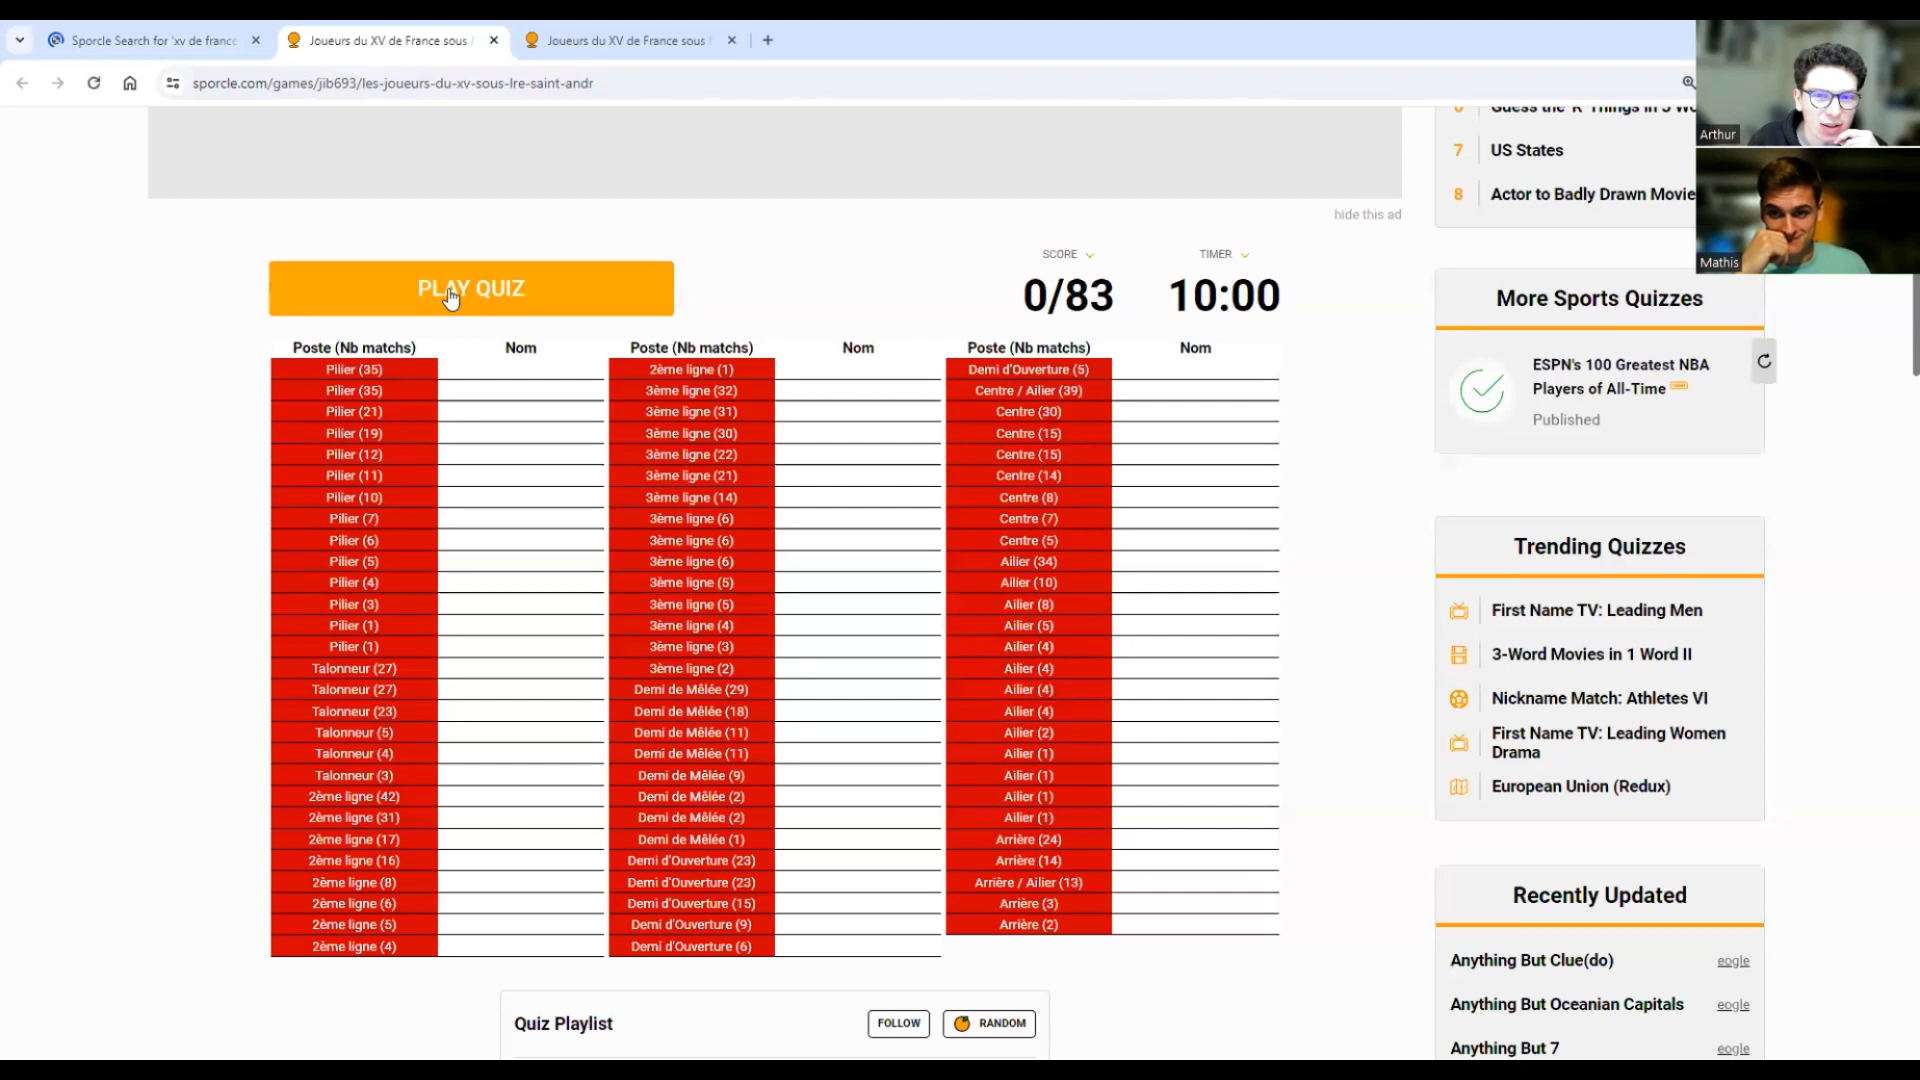 Sporcle Search for 'xv de france
Joueurs du XV de France sous
Joueurs du XV de France sous
sporcle.com/games/jib693/les-joueurs-du-xv-sous-lre-saint-andr
Arthur
Mathis
7 US States
8 Actor to Badly Drawn Movie
hide this ad
PLAY QUIZ
SCORE
0/83
TIMER
10:00
Poste (Nb matchs) Nom
Pilier (35)
Pilier (35)
Pilier (21)
Pilier (19)
Pilier (12)
Pilier (11)
Pilier (10)
Pilier (7)
Pilier (6)
Pilier (5)
Pilier (4)
Pilier (3)
Pilier (1)
Pilier (1)
Talonneur (27)
Talonneur (27)
Talonneur (23)
Talonneur (5)
Talonneur (4)
Talonneur (3)
2ème ligne (42)
2ème ligne (31)
2ème ligne (17)
2ème ligne (16)
2ème ligne (8)
2ème ligne (6)
2ème ligne (5)
2ème ligne (4)
Poste (Nb matchs) Nom
2ème ligne (1)
3ème ligne (32)
3ème ligne (31)
3ème ligne (30)
3ème ligne (22)
3ème ligne (21)
3ème ligne (14)
3ème ligne (6)
3ème ligne (6)
3ème ligne (6)
3ème ligne (5)
3ème ligne (5)
3ème ligne (4)
3ème ligne (3)
3ème ligne (2)
Demi de Mêlée (29)
Demi de Mêlée (18)
Demi de Mêlée (11)
Demi de Mêlée (11)
Demi de Mêlée (9)
Demi de Mêlée (2)
Demi de Mêlée (2)
Demi de Mêlée (1)
Demi d'Ouverture (23)
Demi d'Ouverture (23)
Demi d'Ouverture (15)
Demi d'Ouverture (9)
Demi d'Ouverture (6)
Poste (Nb matchs) Nom
Demi d'Ouverture (5)
Centre / Ailier (39)
Centre (30)
Centre (15)
Centre (15)
Centre (14)
Centre (8)
Centre (7)
Centre (5)
Ailier (34)
Ailier (10)
Ailier (8)
Ailier (5)
Ailier (4)
Ailier (4)
Ailier (4)
Ailier (4)
Ailier (2)
Ailier (1)
Ailier (1)
Ailier (1)
Ailier (1)
Arrière (24)
Arrière (14)
Arrière / Ailier (13)
Arrière (3)
Arrière (2)
Quiz Playlist
FOLLOW
RANDOM
More Sports Quizzes
ESPN's 100 Greatest NBA
Players of All-Time
Published
Trending Quizzes
First Name TV: Leading Men
3-Word Movies in 1 Word II
Nickname Match: Athletes VI
First Name TV: Leading Women
Drama
European Union (Redux)
Recently Updated
Anything But Clue(do) eogle
Anything But Oceanian Capitals eogle
Anything But 7 eogle